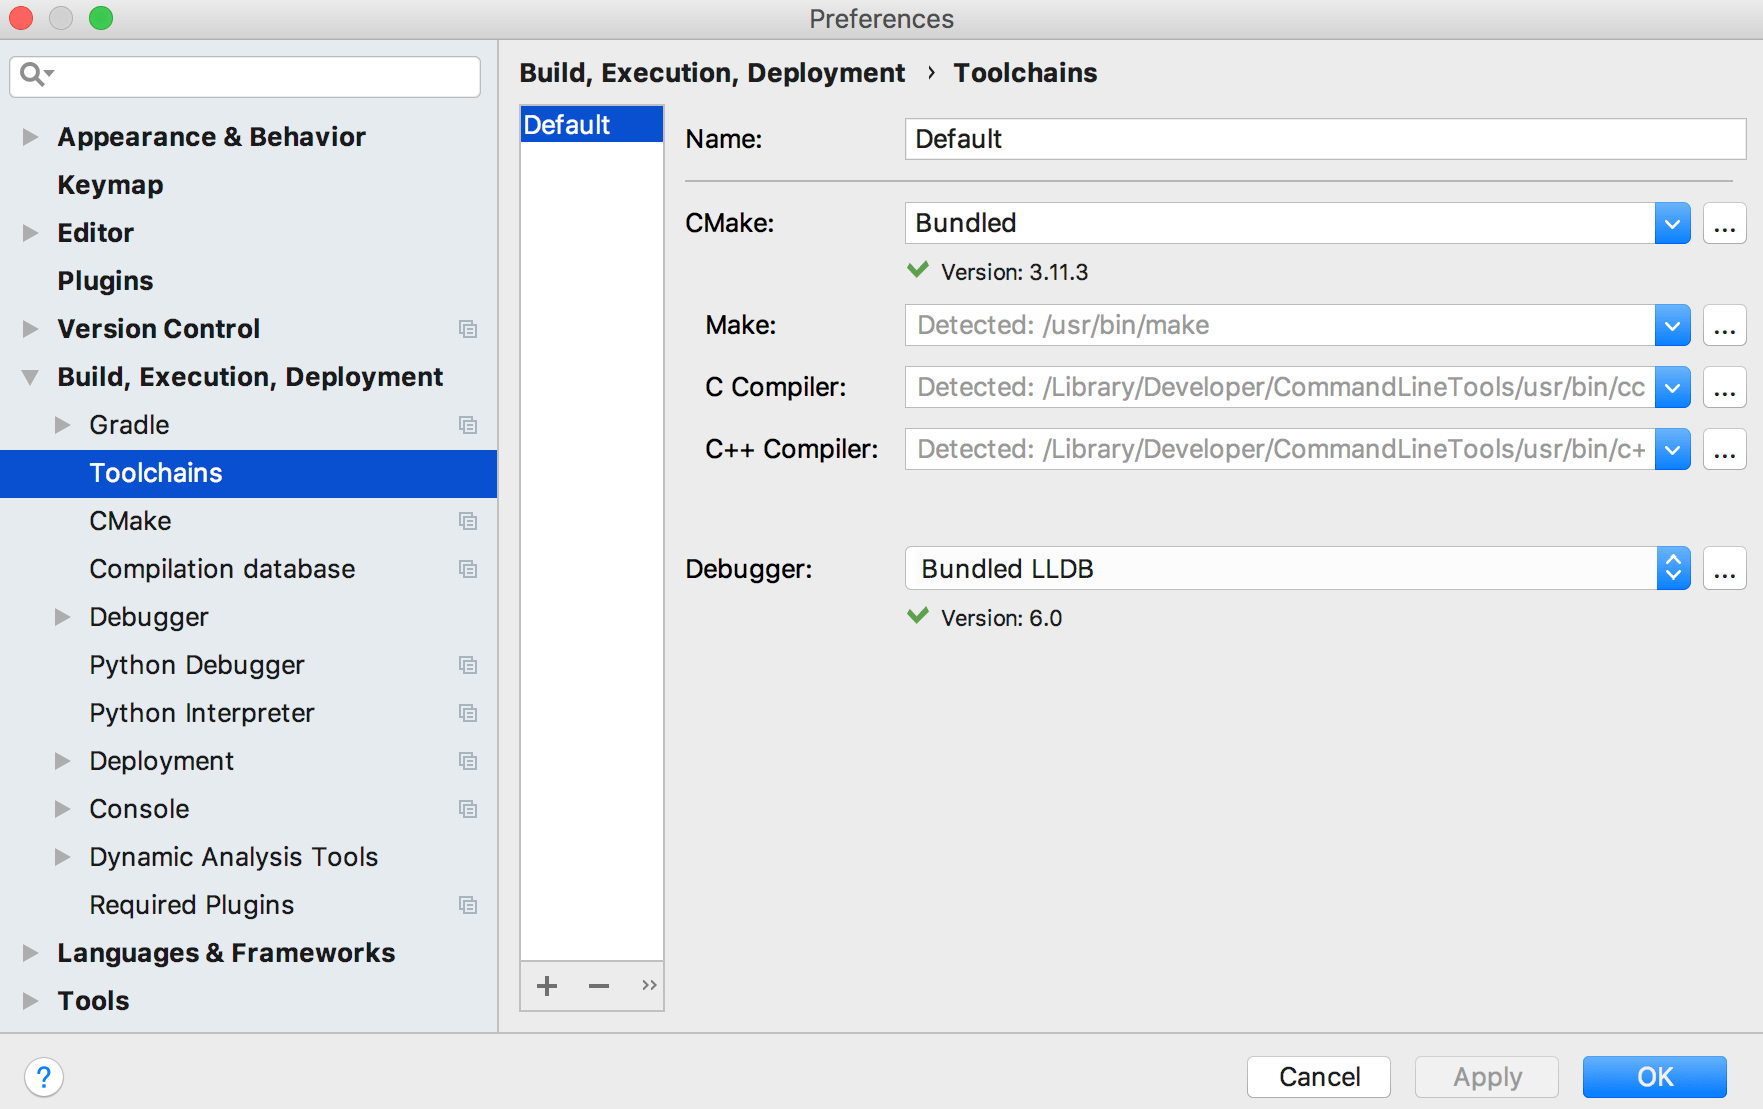 Preferences
Appearance & Behavior
Keymap
Editor
Plugins
Version Control
Build, Execution, Deployment
Gradle
Toolchains
CMake
Compilation database
Debugger
Python Debugger
Python Interpreter
Deployment
Console
Dynamic Analysis Tools
Required Plugins
Languages & Frameworks
Tools
Build, Execution, Deployment › Toolchains
Default
Name: Default
CMake: Bundled ...
Version: 3.11.3
Make: Detected: /usr/bin/make ...
C Compiler: Detected: /Library/Developer/CommandLineTools/usr/bin/cc ...
C++ Compiler: Detected: /Library/Developer/CommandLineTools/usr/bin/c+ ...
Debugger: Bundled LLDB ...
Version: 6.0
? Cancel Apply OK